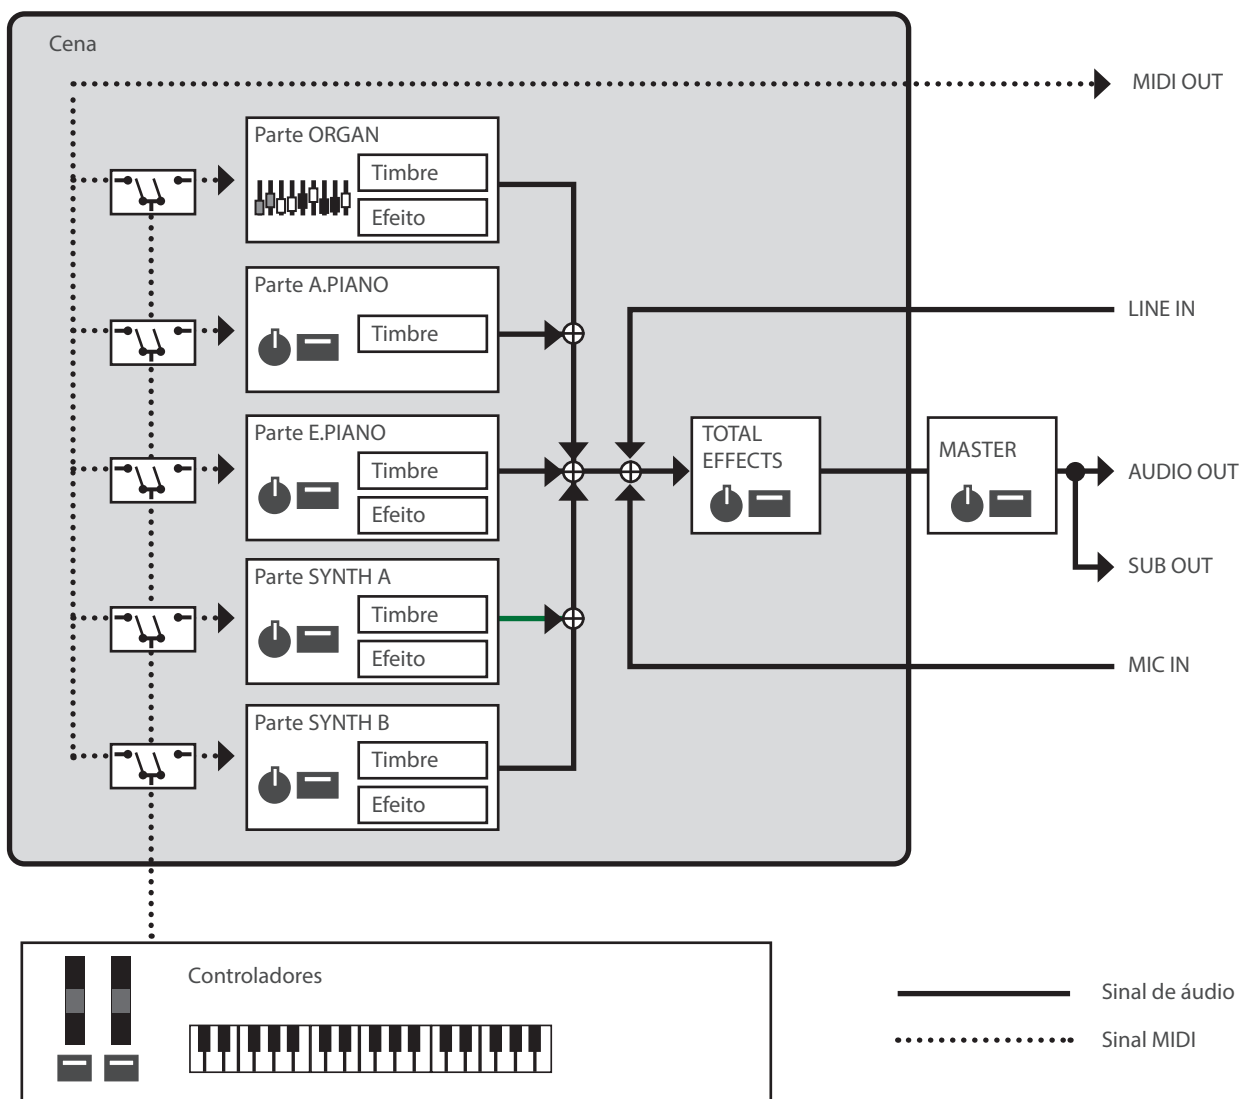 Cena
MIDI OUT
Parte ORGAN
Timbre
Efeito
Parte A.PIANO
Timbre
LINE IN
Parte E.PIANO
Timbre
Efeito
TOTAL
EFFECTS
MASTER
AUDIO OUT
SUB OUT
Parte SYNTH A
Timbre
Efeito
MIC IN
Parte SYNTH B
Timbre
Efeito
Controladores
Sinal de áudio
Sinal MIDI